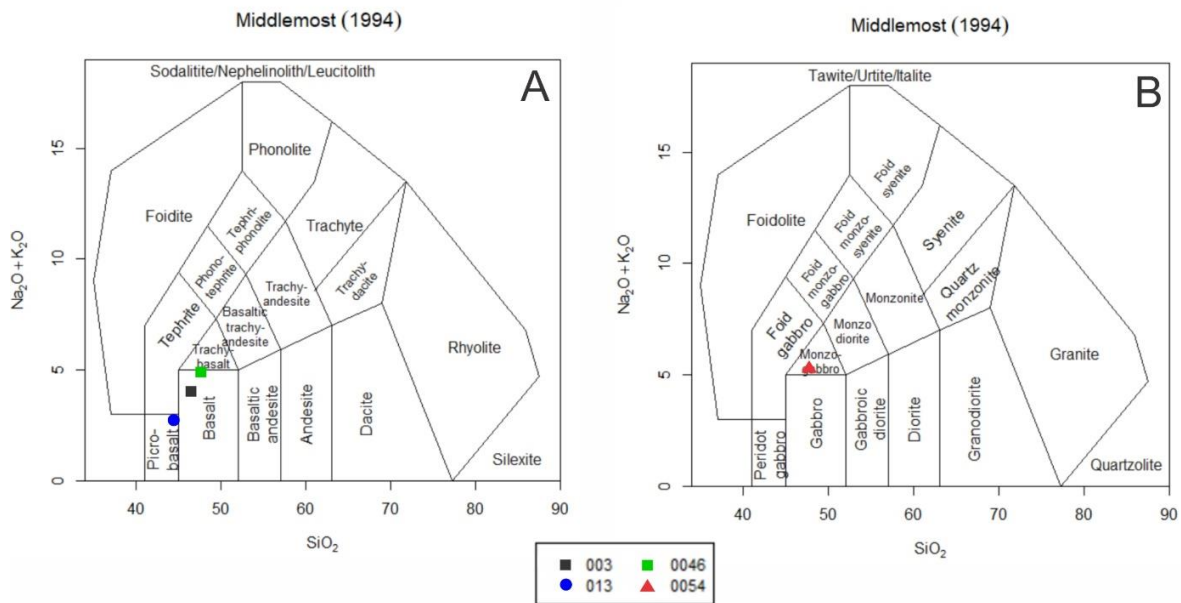 Middlemost (1994)
A
Sodalitite/Nephelinolith/Leucitolith
Phonolite
Foidite
Tephri-
phonolite
Trachyte
Phono-
tephrite
Trachy-
andesite
Trachy-
dacite
Tephrite
Basaltic
trachy-
andesite
Trachy-
basalt
Rhyolite
Picro-
basalt
Basalt
Basaltic
andesite
Andesite
Dacite
Silexite
Na₂O + K₂O
0
5
10
15
40
50
60
70
80
90
SiO₂
Middlemost (1994)
B
Tawite/Urtite/Italite
Foid
syenite
Foidolite
Foid
monzo-
syenite
Syenite
Foid
monzo-
gabbro
Monzonite
Quartz
monzonite
Foid
gabbro
Monzo
diorite
Monzo-
gabbro
Granite
Peridot
gabbro
Gabbro
Gabbroic
diorite
Diorite
Granodiorite
Quartzolite
Na₂O + K₂O
0
5
10
15
40
50
60
70
80
90
SiO₂
003
0046
013
0054